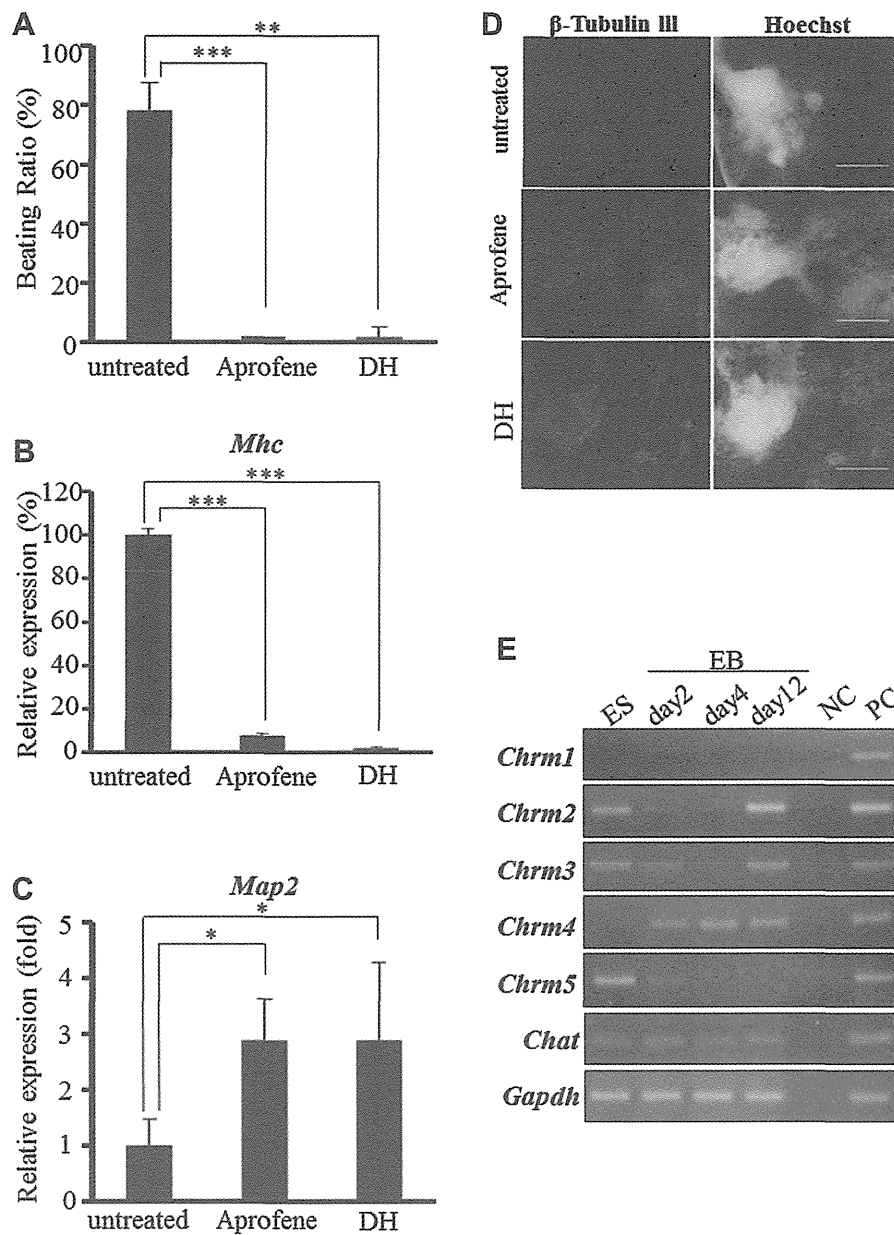 A
**
***
Beating Ratio (%)
100
80
60
40
20
0
untreated Aprofene DH
B
Mhc
***
***
Relative expression (%)
120
100
80
60
40
20
0
untreated Aprofene DH
C
Map2
*
*
Relative expression (fold)
5
4
3
2
1
0
untreated Aprofene DH
D
β-Tubulin III Hoechst
untreated
Aprofene
DH
E
EB
ES day2 day4 day12 NC PC
Chrm1
Chrm2
Chrm3
Chrm4
Chrm5
Chat
Gapdh